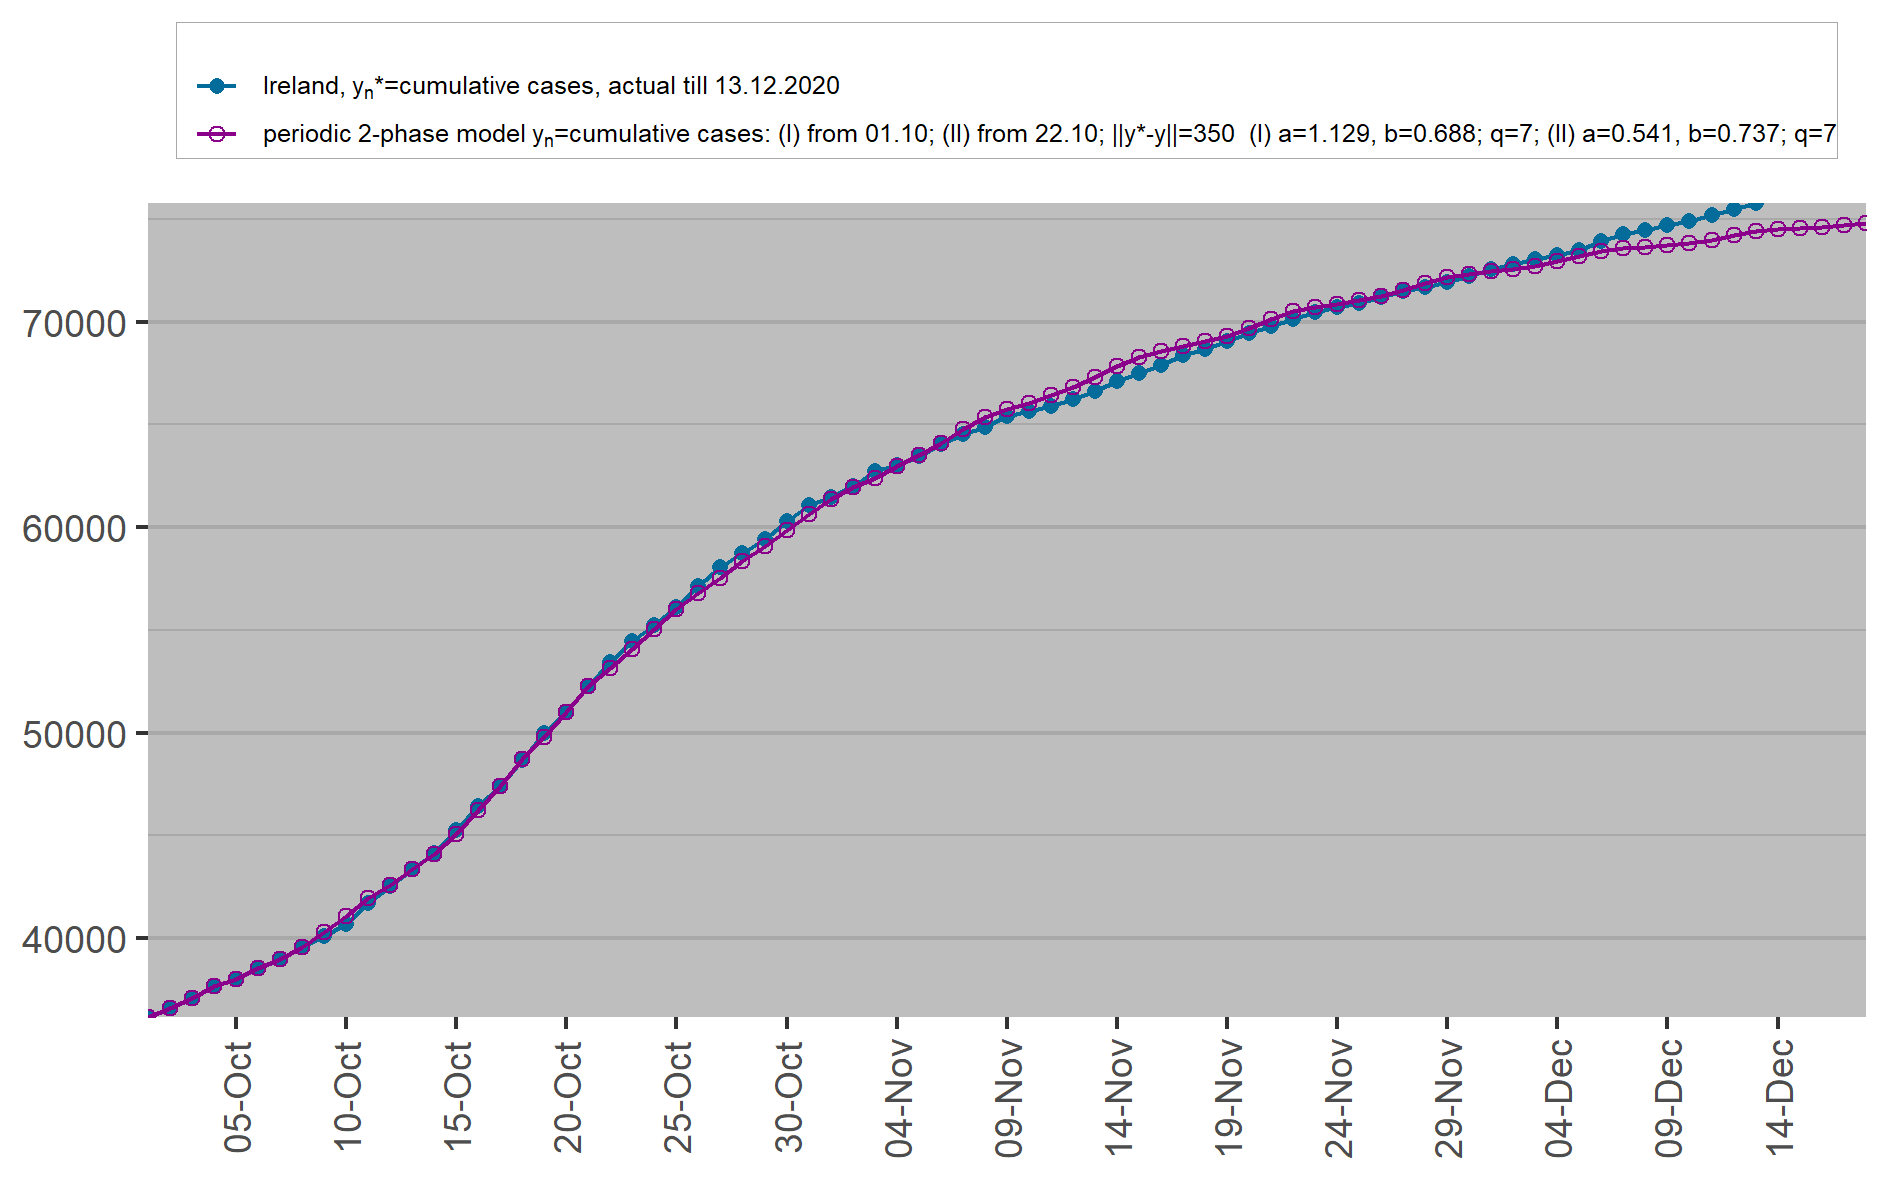 Ireland, yn*=cumulative cases, actual till 13.12.2020
periodic 2-phase model yn=cumulative cases: (I) from 01.10; (II) from 22.10; ||y*-y||=350  (I) a=1.129, b=0.688; q=7; (II) a=0.541, b=0.737; q=7
70000
60000
50000
40000
05-Oct
10-Oct
15-Oct
20-Oct
25-Oct
30-Oct
04-Nov
09-Nov
14-Nov
19-Nov
24-Nov
29-Nov
04-Dec
09-Dec
14-Dec